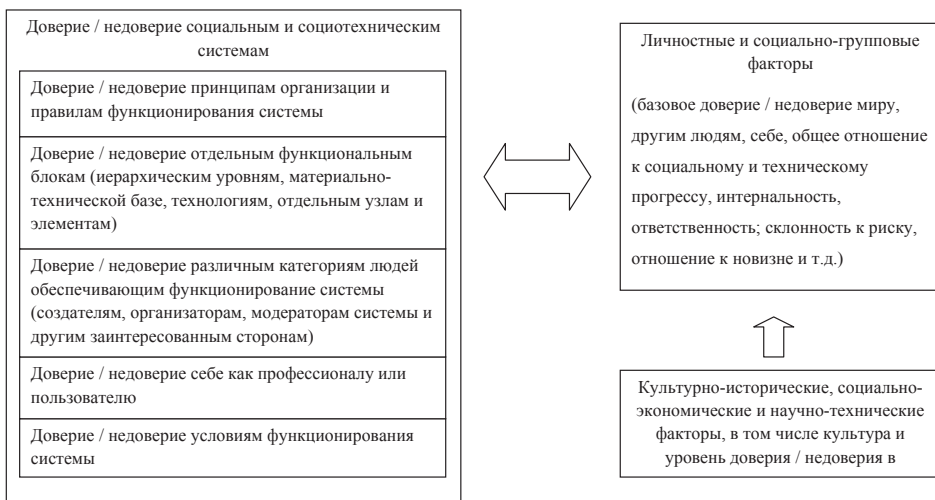 Доверие / недоверие социальным и социотехническим
системам
Доверие / недоверие принципам организации и
правилам функционирования системы
Доверие / недоверие отдельным функциональным
блокам (иерархическим уровням, материально-
технической базе, технологиям, отдельным узлам и
элементам)
Доверие / недоверие различным категориям людей
обеспечивающим функционирование системы
(создателям, организаторам, модераторам системы и
другим заинтересованным сторонам)
Доверие / недоверие себе как профессионалу или
пользователю
Доверие / недоверие условиям функционирования
системы
Личностные и социально-групповые
факторы
(базовое доверие / недоверие миру,
другим людям, себе, общее отношение
к социальному и техническому
прогрессу, интернальность,
ответственность; склонность к риску,
отношение к новизне и т.д.)
Культурно-исторические, социально-
экономические и научно-технические
факторы, в том числе культура и
уровень доверия / недоверия в